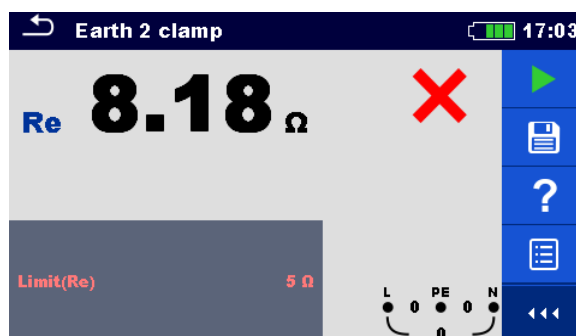 Earth 2 clamp 17:03
Re 8.18 Ω
?
Limit(Re) 5 Ω
L PE N
0 0
0